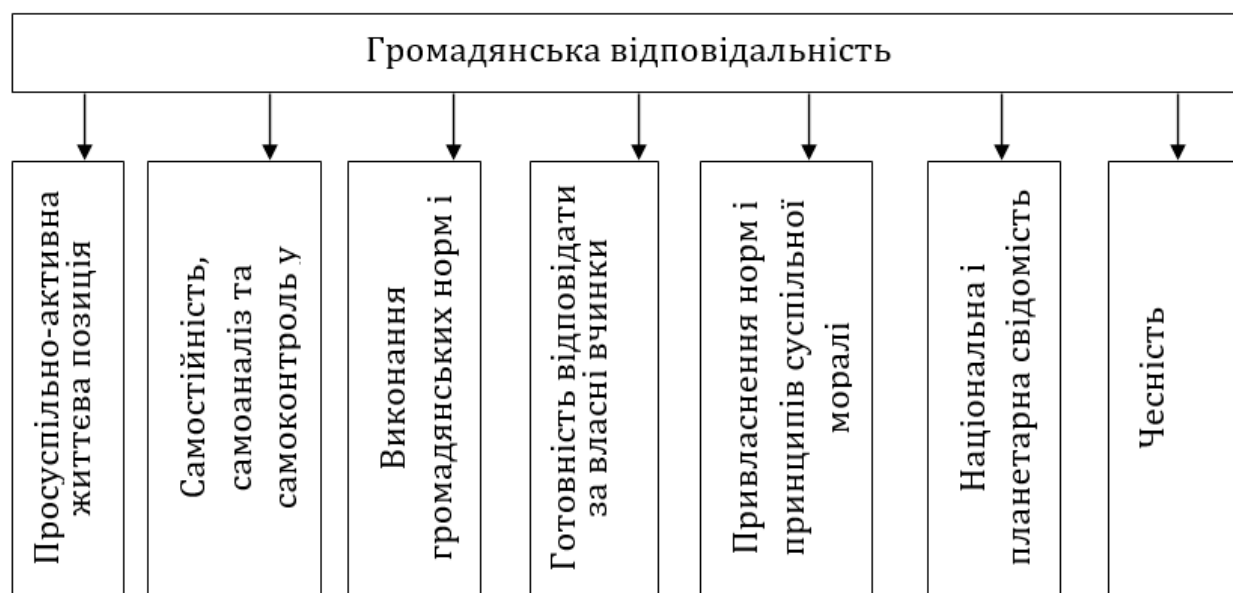 Громадянська відповідальність
Просуспільно-активна
життєва позиція
Самостійність,
самоаналіз та
самоконтроль у
Виконання
громадянських норм і
Готовність відповідати
за власні вчинки
Привласнення норм і
принципів суспільної
моралі
Національна і
планетарна свідомість
Чесність